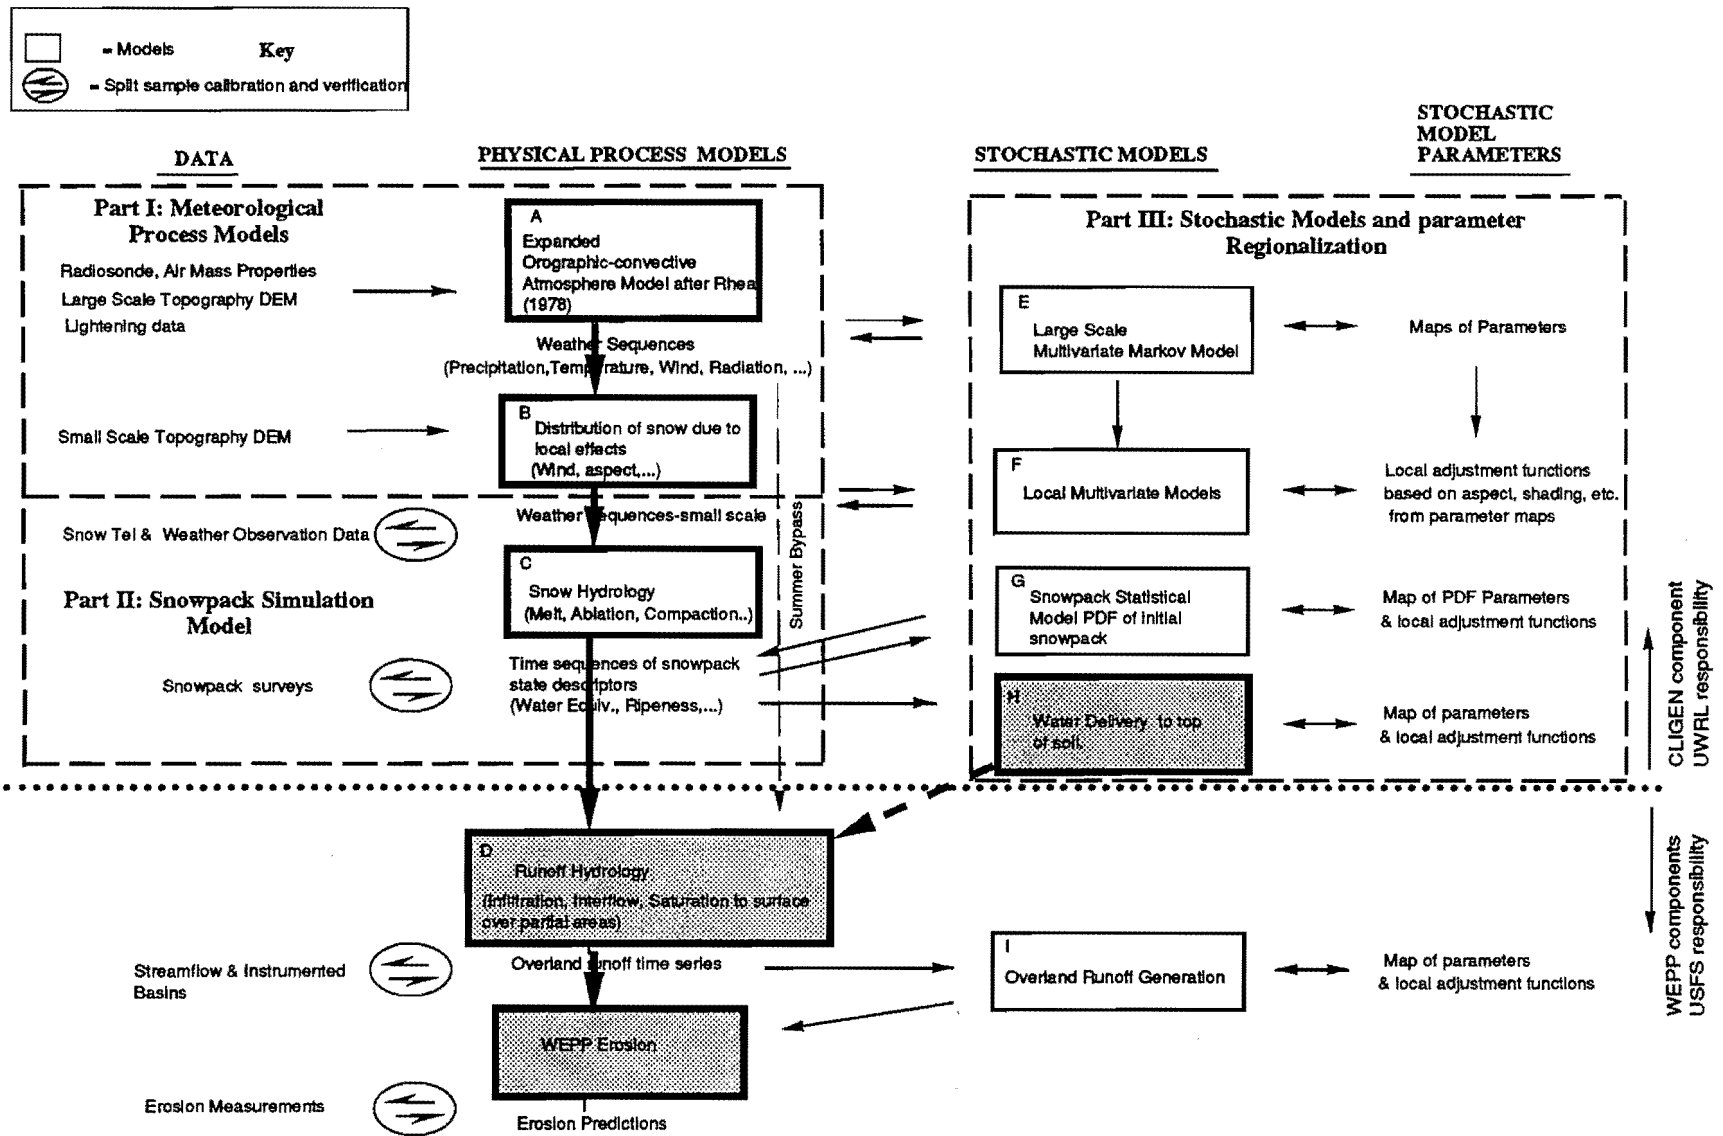 = Models
Key
= Split sample calibration and verification
DATA
PHYSICAL PROCESS MODELS
STOCHASTIC MODELS
STOCHASTIC
MODEL
PARAMETERS
Part I: Meteorological
Process Models
Radiosonde, Air Mass Properties
Large Scale Topography DEM
Lightening data
A
Expanded
Orographic-convective
Atmosphere Model after Rhea
(1978)
Weather Sequences
(Precipitation,Temperature, Wind, Radiation, ...)
Small Scale Topography DEM
B
Distribution of snow due to
local effects
(Wind, aspect,...)
Weather Sequences-small scale
Snow Tel & Weather Observation Data
Part II: Snowpack Simulation
Model
C
Snow Hydrology
(Melt, Ablation, Compaction..)
Summer Bypass
Snowpack surveys
Time sequences of snowpack
state descriptors
(Water Equiv., Ripeness,...)
Part III: Stochastic Models and parameter
Regionalization
E
Large Scale
Multivariate Markov Model
Maps of Parameters
F
Local Multivariate Models
Local adjustment functions
based on aspect, shading, etc.
from parameter maps
G
Snowpack Statistical
Model PDF of initial
snowpack
Map of PDF Parameters
& local adjustment functions
H
Water Delivery to top
of soil.
Map of parameters
& local adjustment functions
CLIGEN component
UWRL responsibility
D
Runoff Hydrology
(Infiltration, Interflow, Saturation to surface
over partial areas)
Streamflow & Instrumented
Basins
Overland runoff time series
I
Overland Runoff Generation
Map of parameters
& local adjustment functions
WEPP components
USFS responsibility
WEPP Erosion
Erosion Measurements
Erosion Predictions